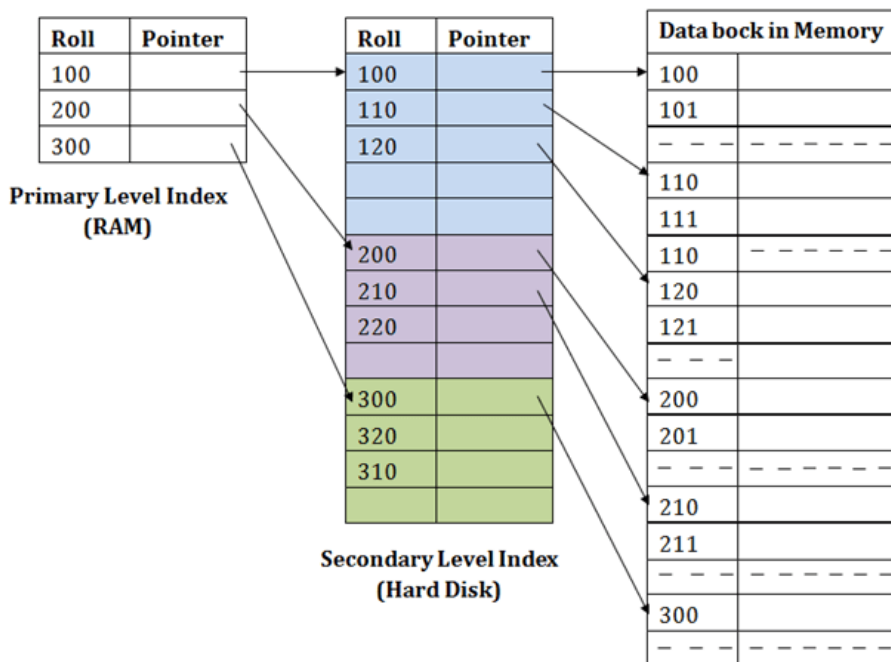 Roll Pointer
100
200
300
Primary Level Index
(RAM)
Roll Pointer
100
110
120
200
210
220
300
320
310
Secondary Level Index
(Hard Disk)
Data bock in Memory
100
101
– – – – – – – –
110
111
110 – – – – –
120
121
– – –
200
201
– – – – – – – –
210
211
– – – – – – – –
300
– – – – – – – –